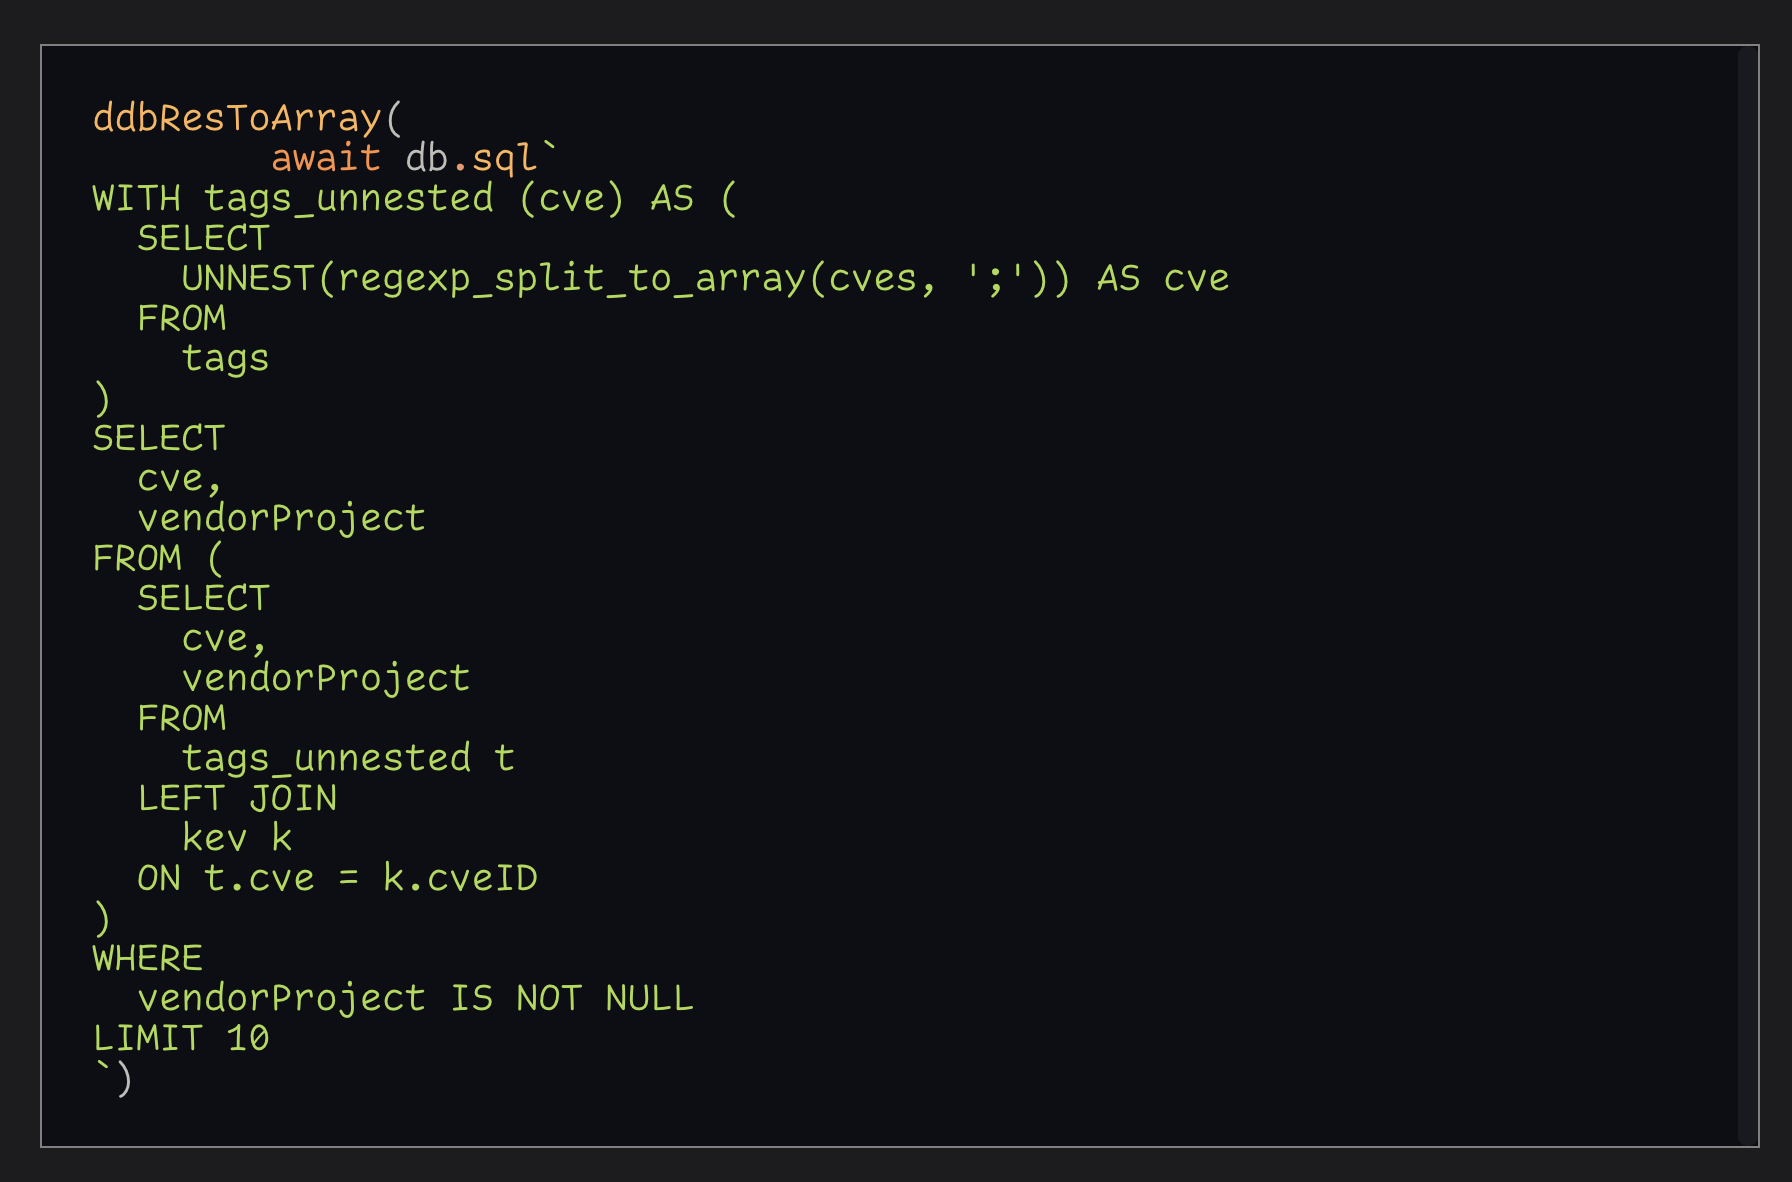 ddbResToArray(
        await db.sql`
WITH tags_unnested (cve) AS (
  SELECT
    UNNEST(regexp_split_to_array(cves, ';')) AS cve
  FROM
    tags
)
SELECT
  cve,
  vendorProject
FROM (
  SELECT
    cve,
    vendorProject
  FROM
    tags_unnested t
  LEFT JOIN
    kev k
  ON t.cve = k.cveID
)
WHERE
  vendorProject IS NOT NULL
LIMIT 10
`)